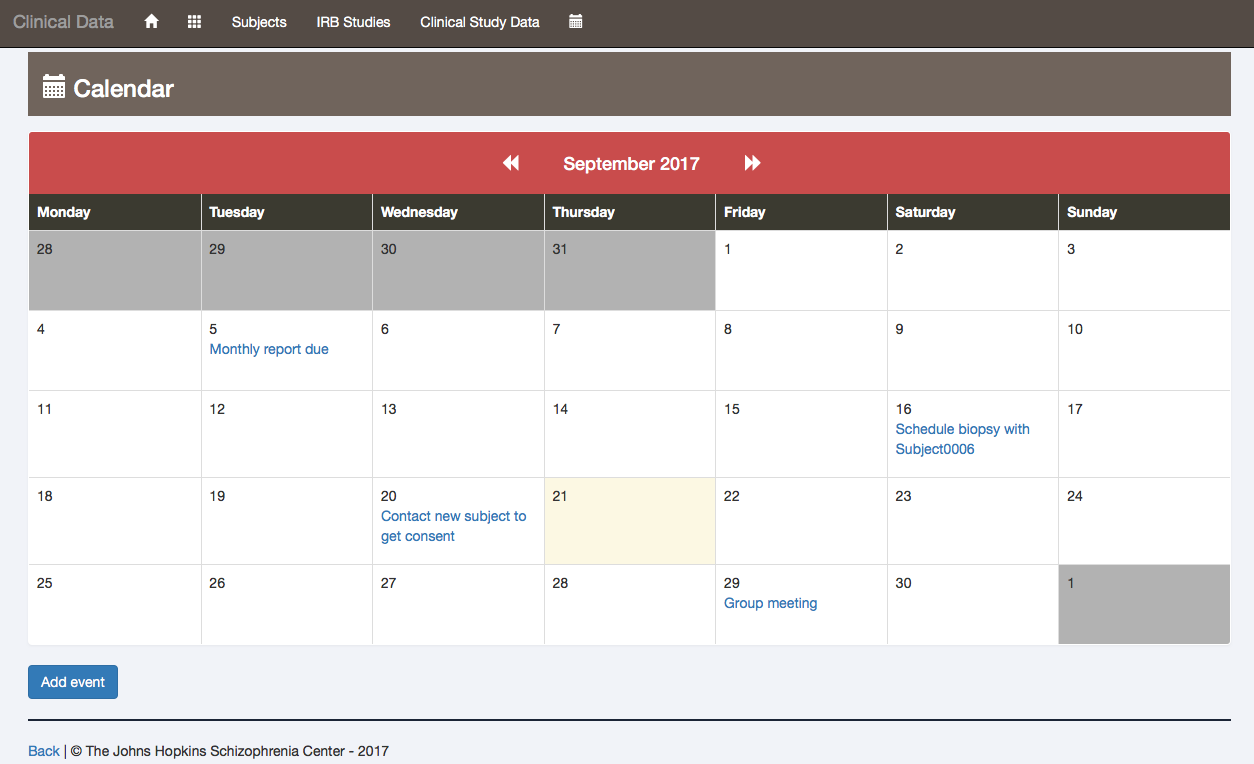 Clinical Data Subjects IRB Studies Clinical Study Data
Calendar
September 2017
Monday Tuesday Wednesday Thursday Friday Saturday Sunday
28 29 30 31 1 2 3
4 5 6 7 8 9 10
Monthly report due
11 12 13 14 15 16 17
Schedule biopsy with
Subject0006
18 19 20 21 22 23 24
Contact new subject to
get consent
25 26 27 28 29 30 1
Group meeting
Add event
Back | © The Johns Hopkins Schizophrenia Center - 2017